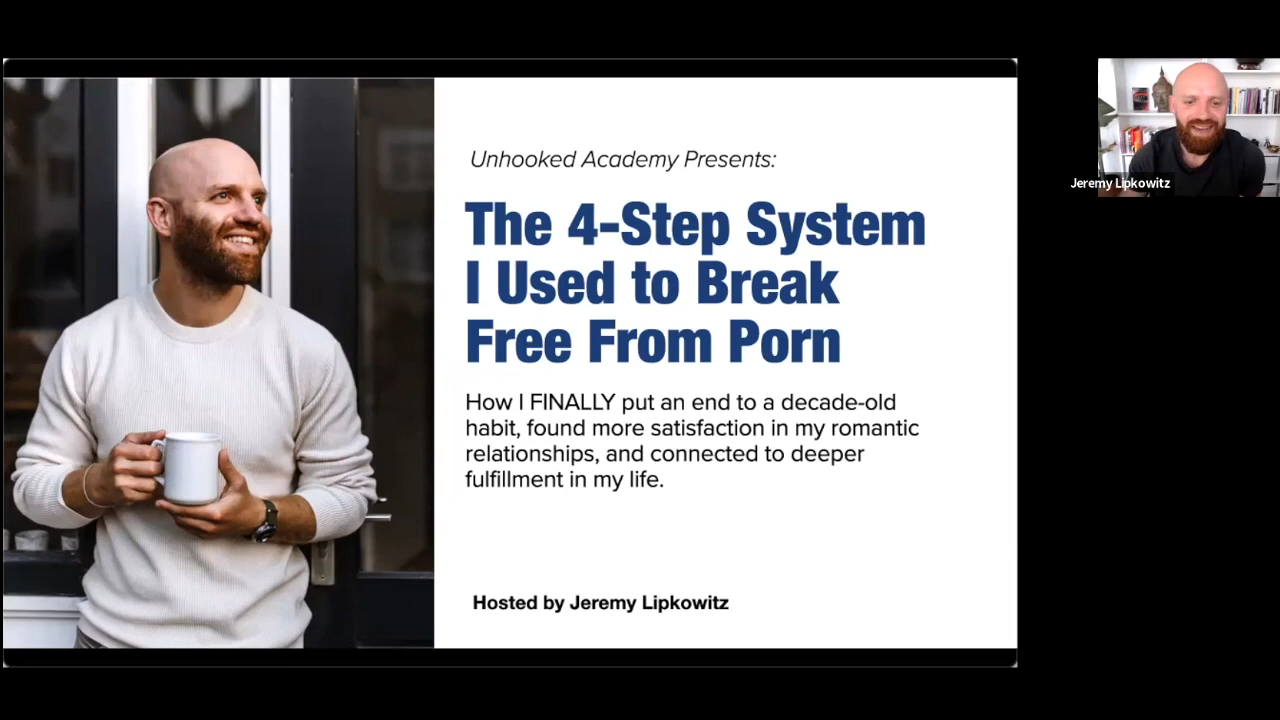 Unhooked Academy Presents:
The 4-Step System
I Used to Break
Free From Porn
How I FINALLY put an end to a decade-old
habit, found more satisfaction in my romantic
relationships, and connected to deeper
fulfillment in my life.
Hosted by Jeremy Lipkowitz
Jeremy Lipkowitz